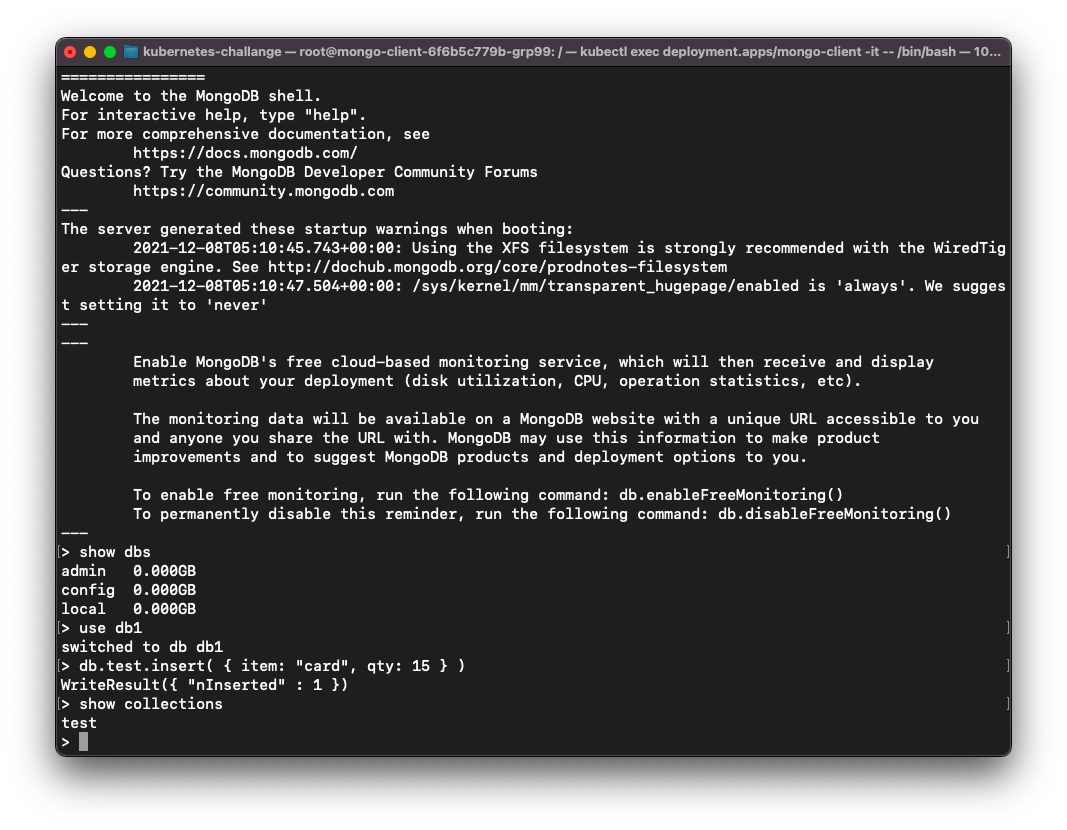 kubernetes-challange — root@mongo-client-6f6b5c779b-grp99: / — kubectl exec deployment.apps/mongo-client -it -- /bin/bash — 10...
================
Welcome to the MongoDB shell.
For interactive help, type "help".
For more comprehensive documentation, see
        https://docs.mongodb.com/
Questions? Try the MongoDB Developer Community Forums
        https://community.mongodb.com
---
The server generated these startup warnings when booting:
        2021-12-08T05:10:45.743+00:00: Using the XFS filesystem is strongly recommended with the WiredTig
er storage engine. See http://dochub.mongodb.org/core/prodnotes-filesystem
        2021-12-08T05:10:47.504+00:00: /sys/kernel/mm/transparent_hugepage/enabled is 'always'. We sugges
t setting it to 'never'
---
---
        Enable MongoDB's free cloud-based monitoring service, which will then receive and display
        metrics about your deployment (disk utilization, CPU, operation statistics, etc).
        The monitoring data will be available on a MongoDB website with a unique URL accessible to you
        and anyone you share the URL with. MongoDB may use this information to make product
        improvements and to suggest MongoDB products and deployment options to you.
        To enable free monitoring, run the following command: db.enableFreeMonitoring()
        To permanently disable this reminder, run the following command: db.disableFreeMonitoring()
---
[> show dbs ]
admin   0.000GB
config  0.000GB
local   0.000GB
[> use db1 ]
switched to db db1
[> db.test.insert( { item: "card", qty: 15 } ) ]
WriteResult({ "nInserted" : 1 })
[> show collections ]
test
>